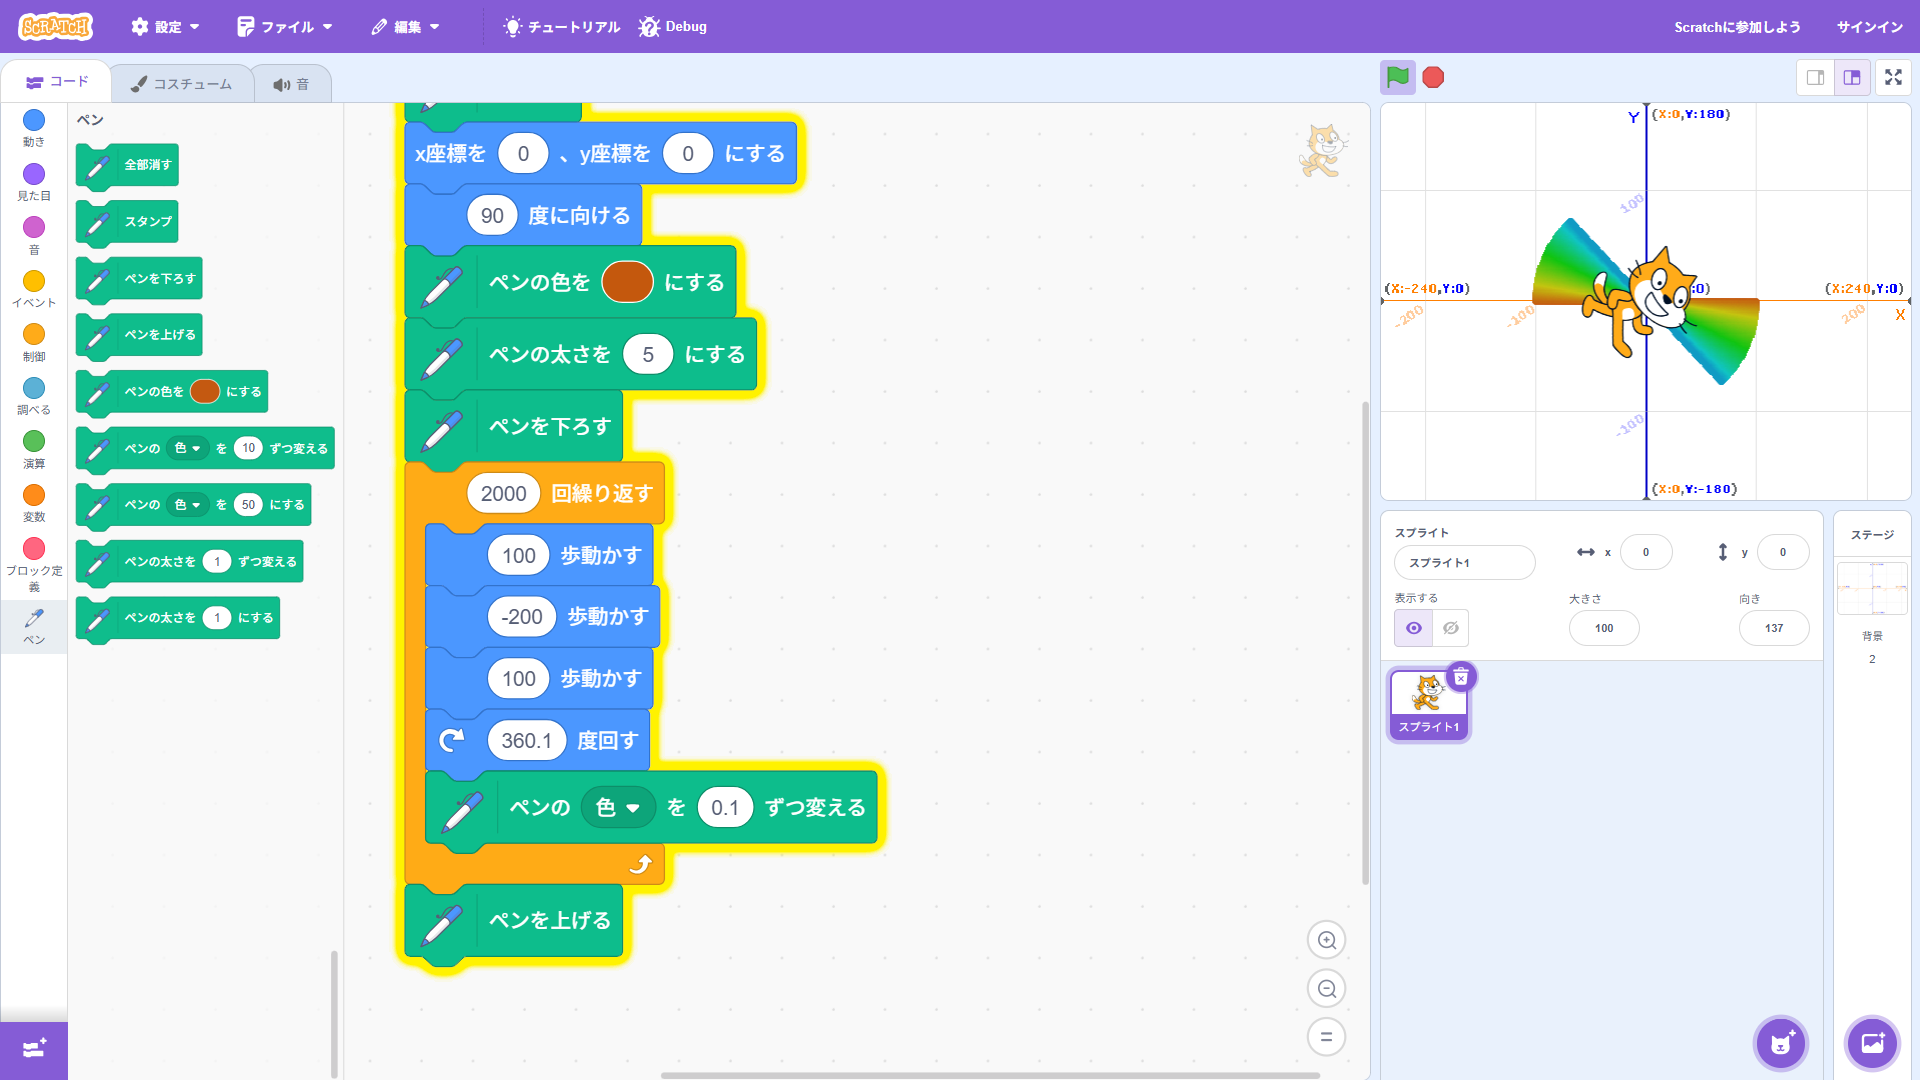 SCRATCH
設定
ファイル
編集
チュートリアル
Debug
Scratchに参加しよう
サインイン
コード
コスチューム
音
動き
見た目
音
イベント
制御
調べる
演算
変数
ブロック定
義
ペン
ペン
全部消す
スタンプ
ペンを下ろす
ペンを上げる
ペンの色を にする
ペンの 色 を 10 ずつ変える
ペンの 色 を 50 にする
ペンの太さを 1 ずつ変える
ペンの太さを 1 にする
x座標を 0 、y座標を 0 にする
90 度に向ける
ペンの色を にする
ペンの太さを 5 にする
ペンを下ろす
2000 回繰り返す
100 歩動かす
-200 歩動かす
100 歩動かす
360.1 度回す
ペンの 色 を 0.1 ずつ変える
ペンを上げる
Y (X:0,Y:180)
100
(X:-240,Y:0)
:0)
(X:240,Y:0)
-200
-100
200
X
-100
(X:0,Y:-180)
スプライト
スプライト1
x 0
y 0
表示する
大きさ
100
向き
137
スプライト1
ステージ
背景
2